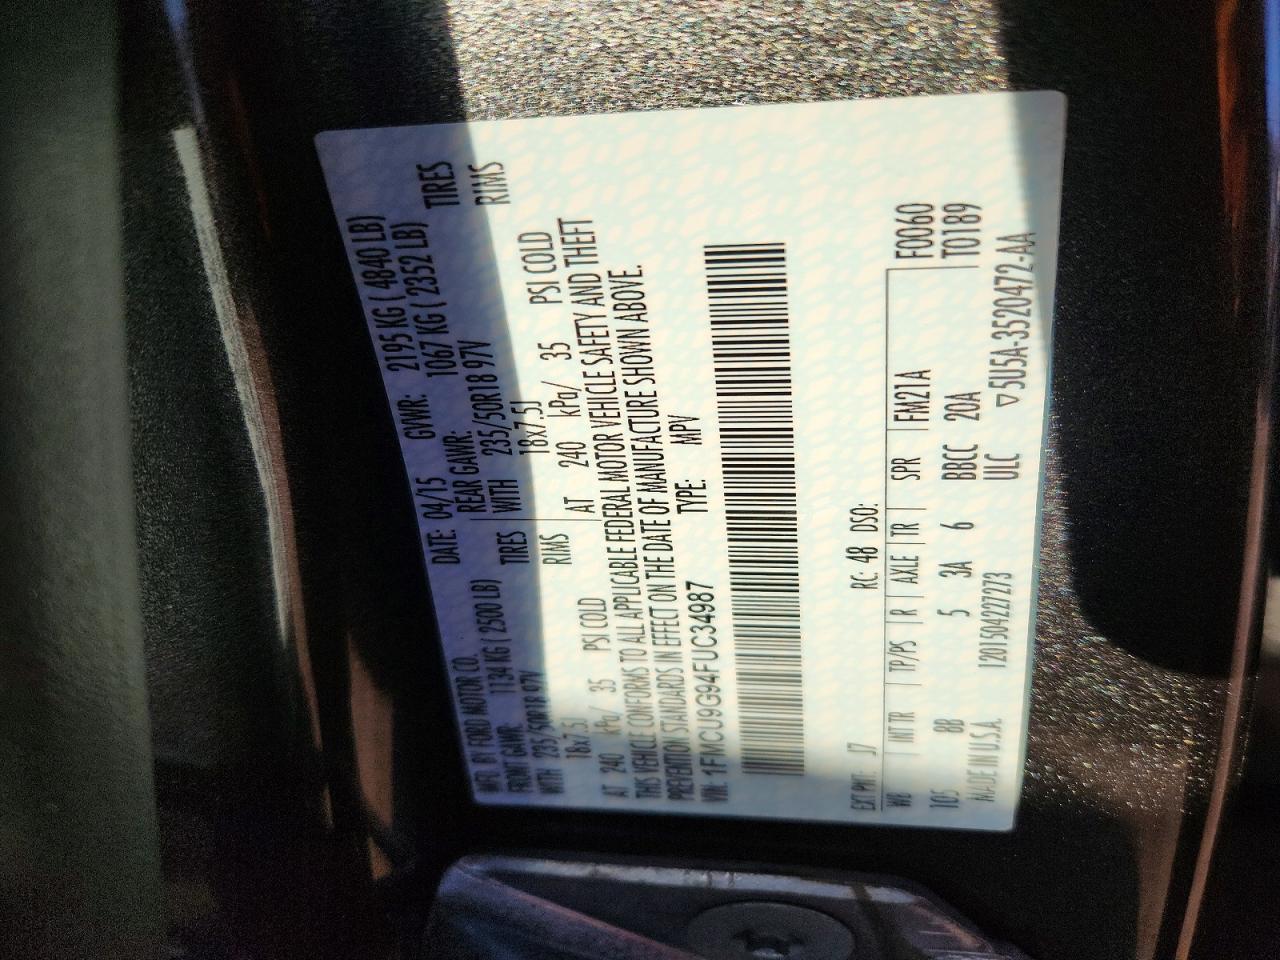 MFD. BY FORD MOTOR CO. DATE: 04/15 GVWR: 2195 KG ( 4840 LB)
FRONT GAWR: 1134 KG ( 2500 LB) REAR GAWR: 1067 KG ( 2352 LB)
WITH 235/50R18 97V TIRES WITH 235/50R18 97V TIRES
18x7.5J RIMS 18x7.5J RIMS
AT 240 kPa/ 35 PSI COLD AT 240 kPa/ 35 PSI COLD
THIS VEHICLE CONFORMS TO ALL APPLICABLE FEDERAL MOTOR VEHICLE SAFETY AND THEFT
PREVENTION STANDARDS IN EFFECT ON THE DATE OF MANUFACTURE SHOWN ABOVE.
VIN: 1FMCU9G94FUC34987 TYPE: MPV
EXT PNT: J7 RC: 48 DSO:
WB INT TR TP/PS R AXLE TR SPR FM21A F0060
105 8B 5 3A 6 BBCC 20A T0189
MADE IN U.S.A. 120150422​7273 ULC ▽5U5A-3520472-AA